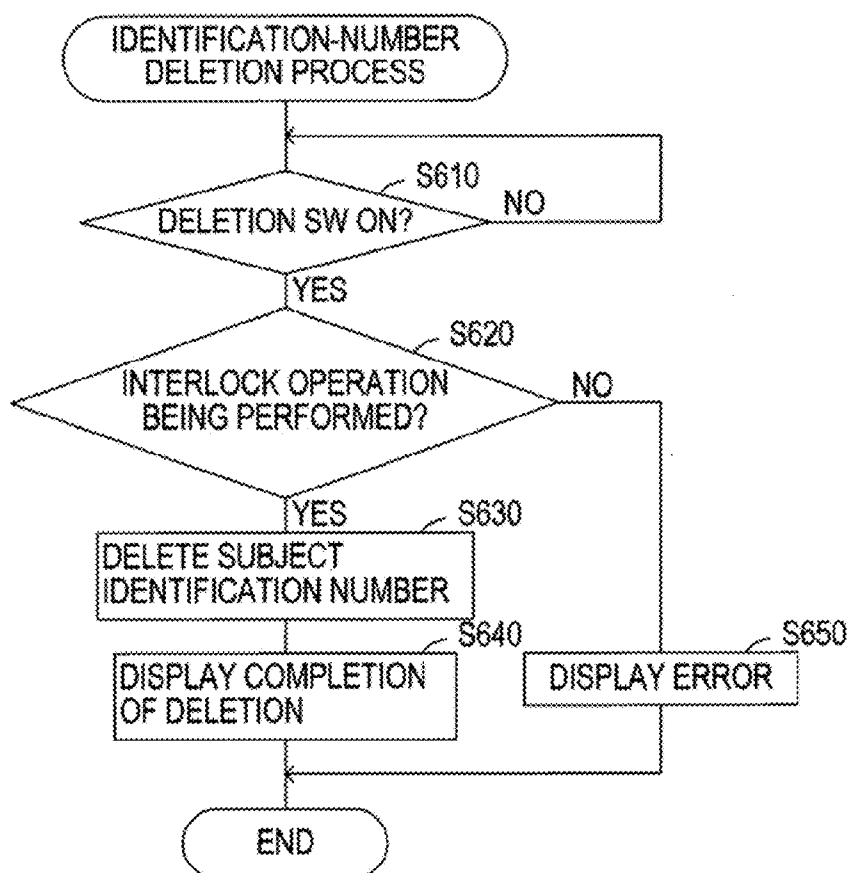 IDENTIFICATION-NUMBER
DELETION PROCESS
S610
DELETION SW ON?
NO
YES
S620
INTERLOCK OPERATION
BEING PERFORMED?
NO
YES
S630
DELETE SUBJECT
IDENTIFICATION NUMBER
S640
DISPLAY COMPLETION
OF DELETION
S650
DISPLAY ERROR
END